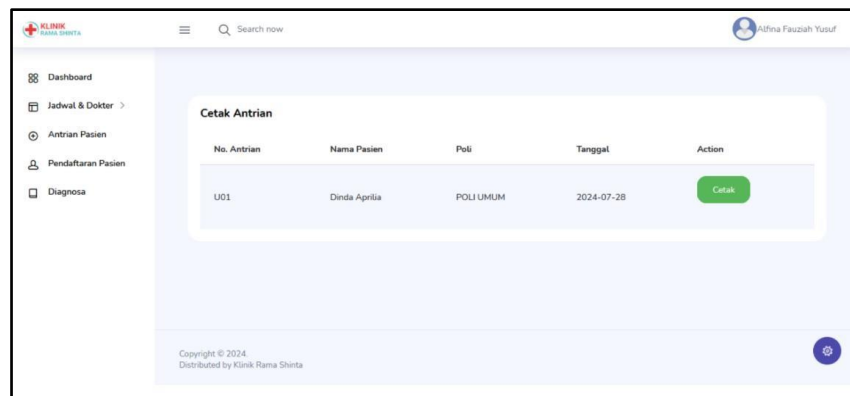 KLINIK
RAMA SHINTA
Search now
Alfina Fauziah Yusuf
Dashboard
Jadwal & Dokter >
Antrian Pasien
Pendaftaran Pasien
Diagnosa
Cetak Antrian
No. Antrian Nama Pasien Poli Tanggal Action
U01 Dinda Aprilia POLI UMUM 2024-07-28 Cetak
Copyright © 2024.
Distributed by Klinik Rama Shinta